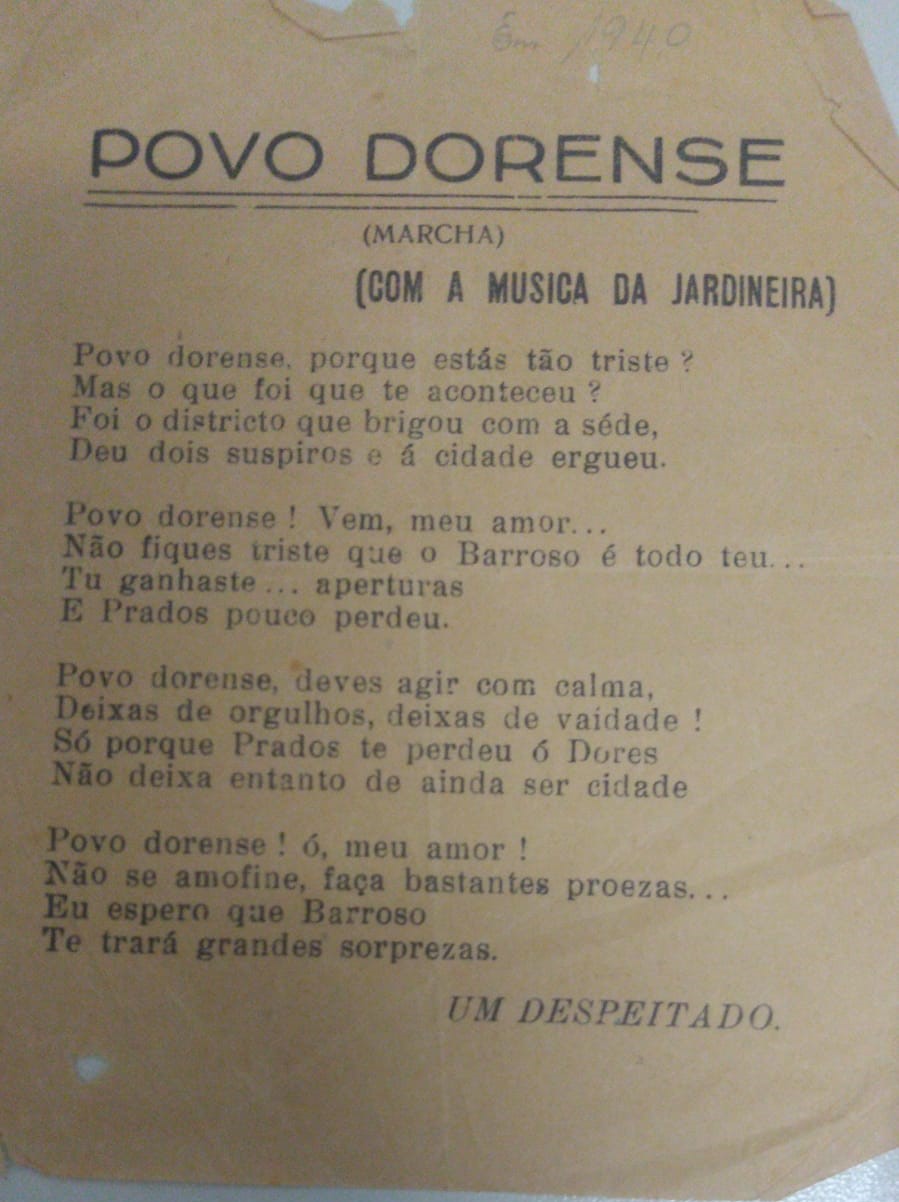 Em 1940
POVO DORENSE
(MARCHA)
(COM A MUSICA DA JARDINEIRA)
Povo dorense, porque estás tão triste ?
Mas o que foi que te aconteceu ?
Foi o districto que brigou com a séde,
Deu dois suspiros e á cidade ergueu.
Povo dorense ! Vem, meu amor...
Não fiques triste que o Barroso é todo teu...
Tu ganhaste... aperturas
E Prados pouco perdeu.
Povo dorense, deves agir com calma,
Deixas de orgulhos, deixas de vaidade !
Só porque Prados te perdeu ó Dores
Não deixa entanto de ainda ser cidade
Povo dorense ! ó, meu amor !
Não se amofine, faça bastantes proezas...
Eu espero que Barroso
Te trará grandes sorprezas.
UM DESPEITADO.